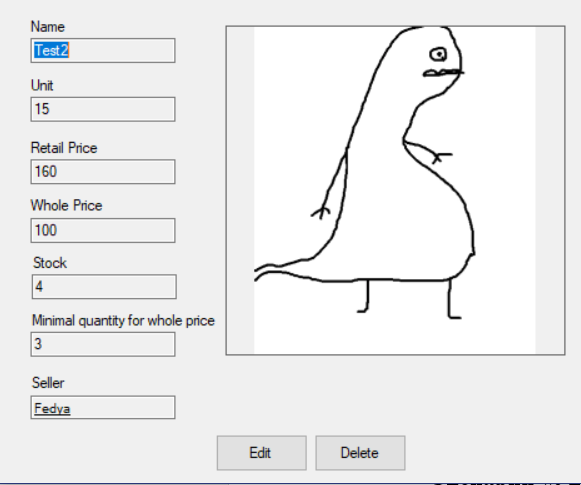 Name
Test2
Unit
15
Retail Price
160
Whole Price
100
Stock
4
Minimal quantity for whole price
3
Seller
Fedya
Edit
Delete